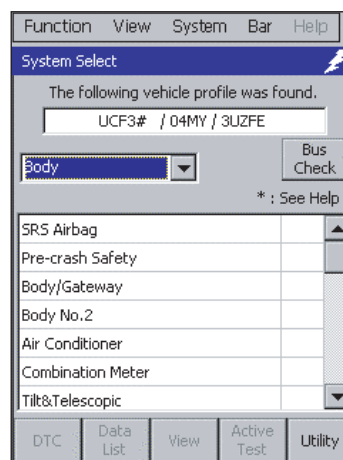 Function View System Bar Help
System Select
The following vehicle profile was found.
UCF3# / 04MY / 3UZFE
Body
Bus Check
* : See Help
SRS Airbag
Pre-crash Safety
Body/Gateway
Body No.2
Air Conditioner
Combination Meter
Tilt&Telescopic
DTC Data List View Active Test Utility